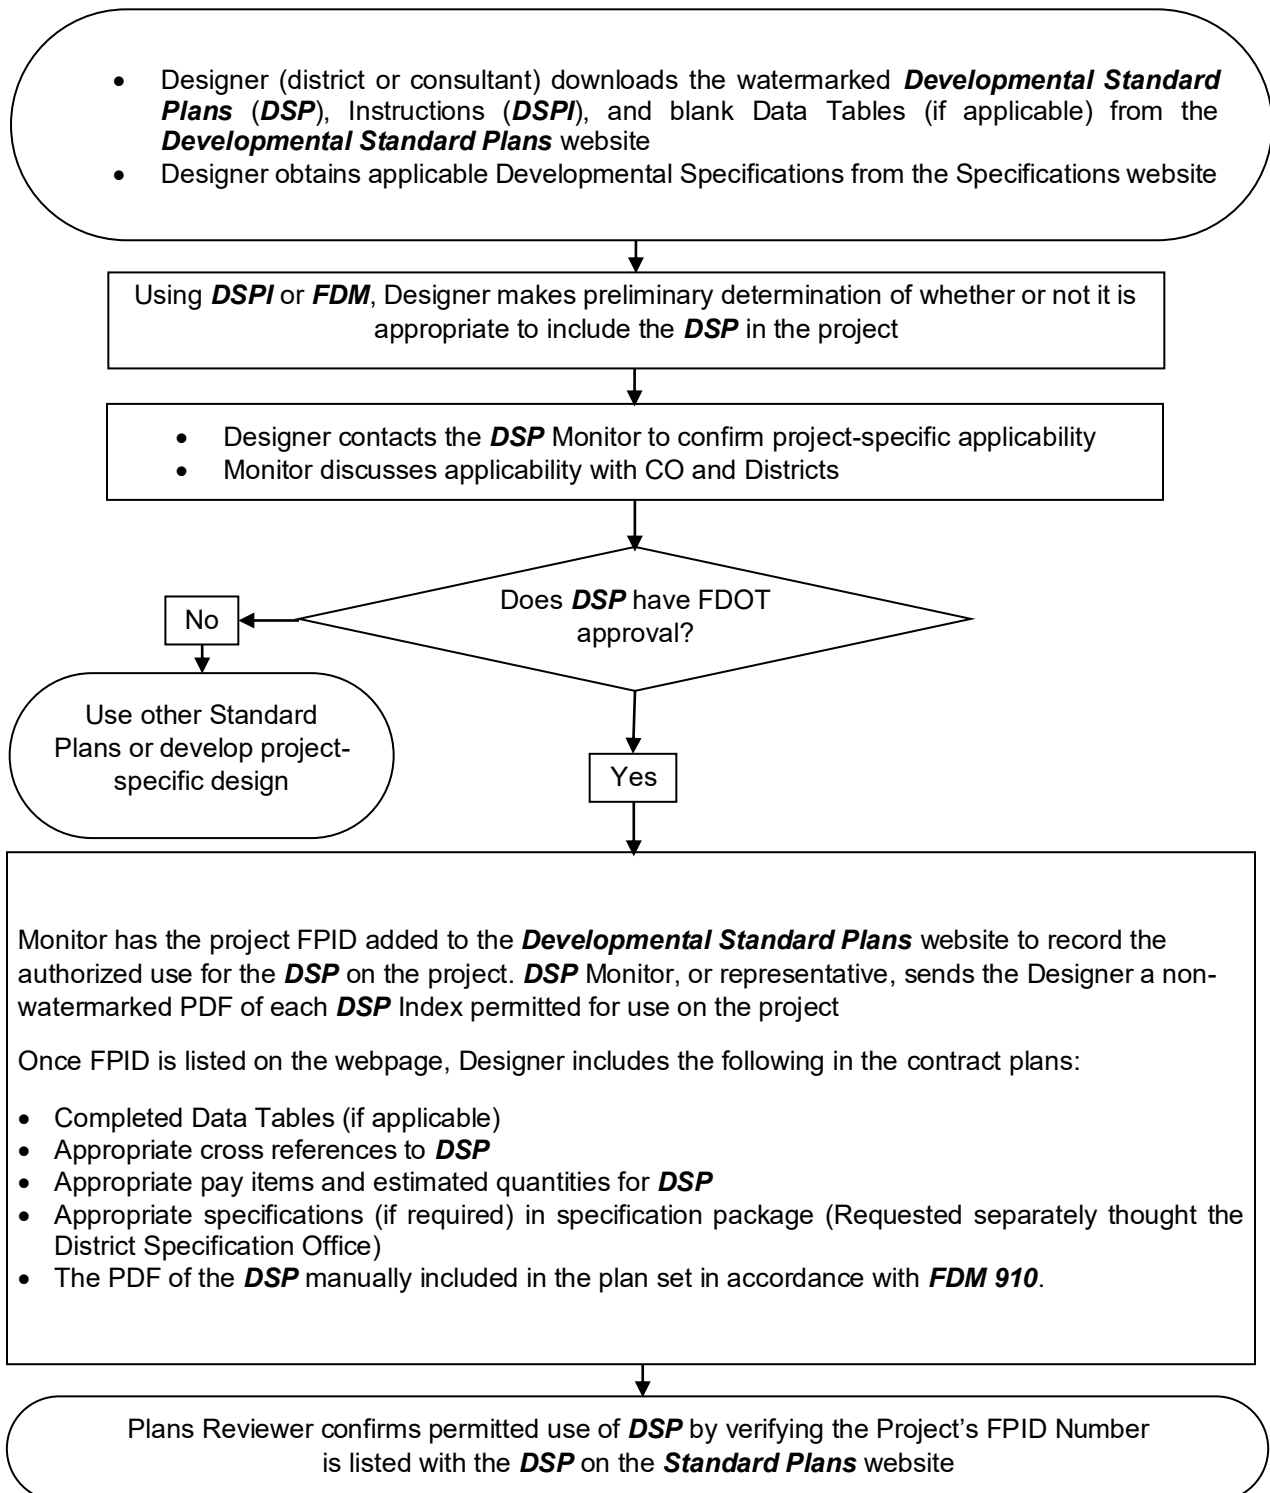 • Designer (district or consultant) downloads the watermarked Developmental Standard
Plans (DSP), Instructions (DSPI), and blank Data Tables (if applicable) from the
Developmental Standard Plans website
• Designer obtains applicable Developmental Specifications from the Specifications website
Using DSPI or FDM, Designer makes preliminary determination of whether or not it is
appropriate to include the DSP in the project
• Designer contacts the DSP Monitor to confirm project-specific applicability
• Monitor discusses applicability with CO and Districts
Does DSP have FDOT
approval?
No
Use other Standard
Plans or develop project-
specific design
Yes
Monitor has the project FPID added to the Developmental Standard Plans website to record the
authorized use for the DSP on the project. DSP Monitor, or representative, sends the Designer a non-
watermarked PDF of each DSP Index permitted for use on the project
Once FPID is listed on the webpage, Designer includes the following in the contract plans:
• Completed Data Tables (if applicable)
• Appropriate cross references to DSP
• Appropriate pay items and estimated quantities for DSP
• Appropriate specifications (if required) in specification package (Requested separately thought the
District Specification Office)
• The PDF of the DSP manually included in the plan set in accordance with FDM 910.
Plans Reviewer confirms permitted use of DSP by verifying the Project's FPID Number
is listed with the DSP on the Standard Plans website